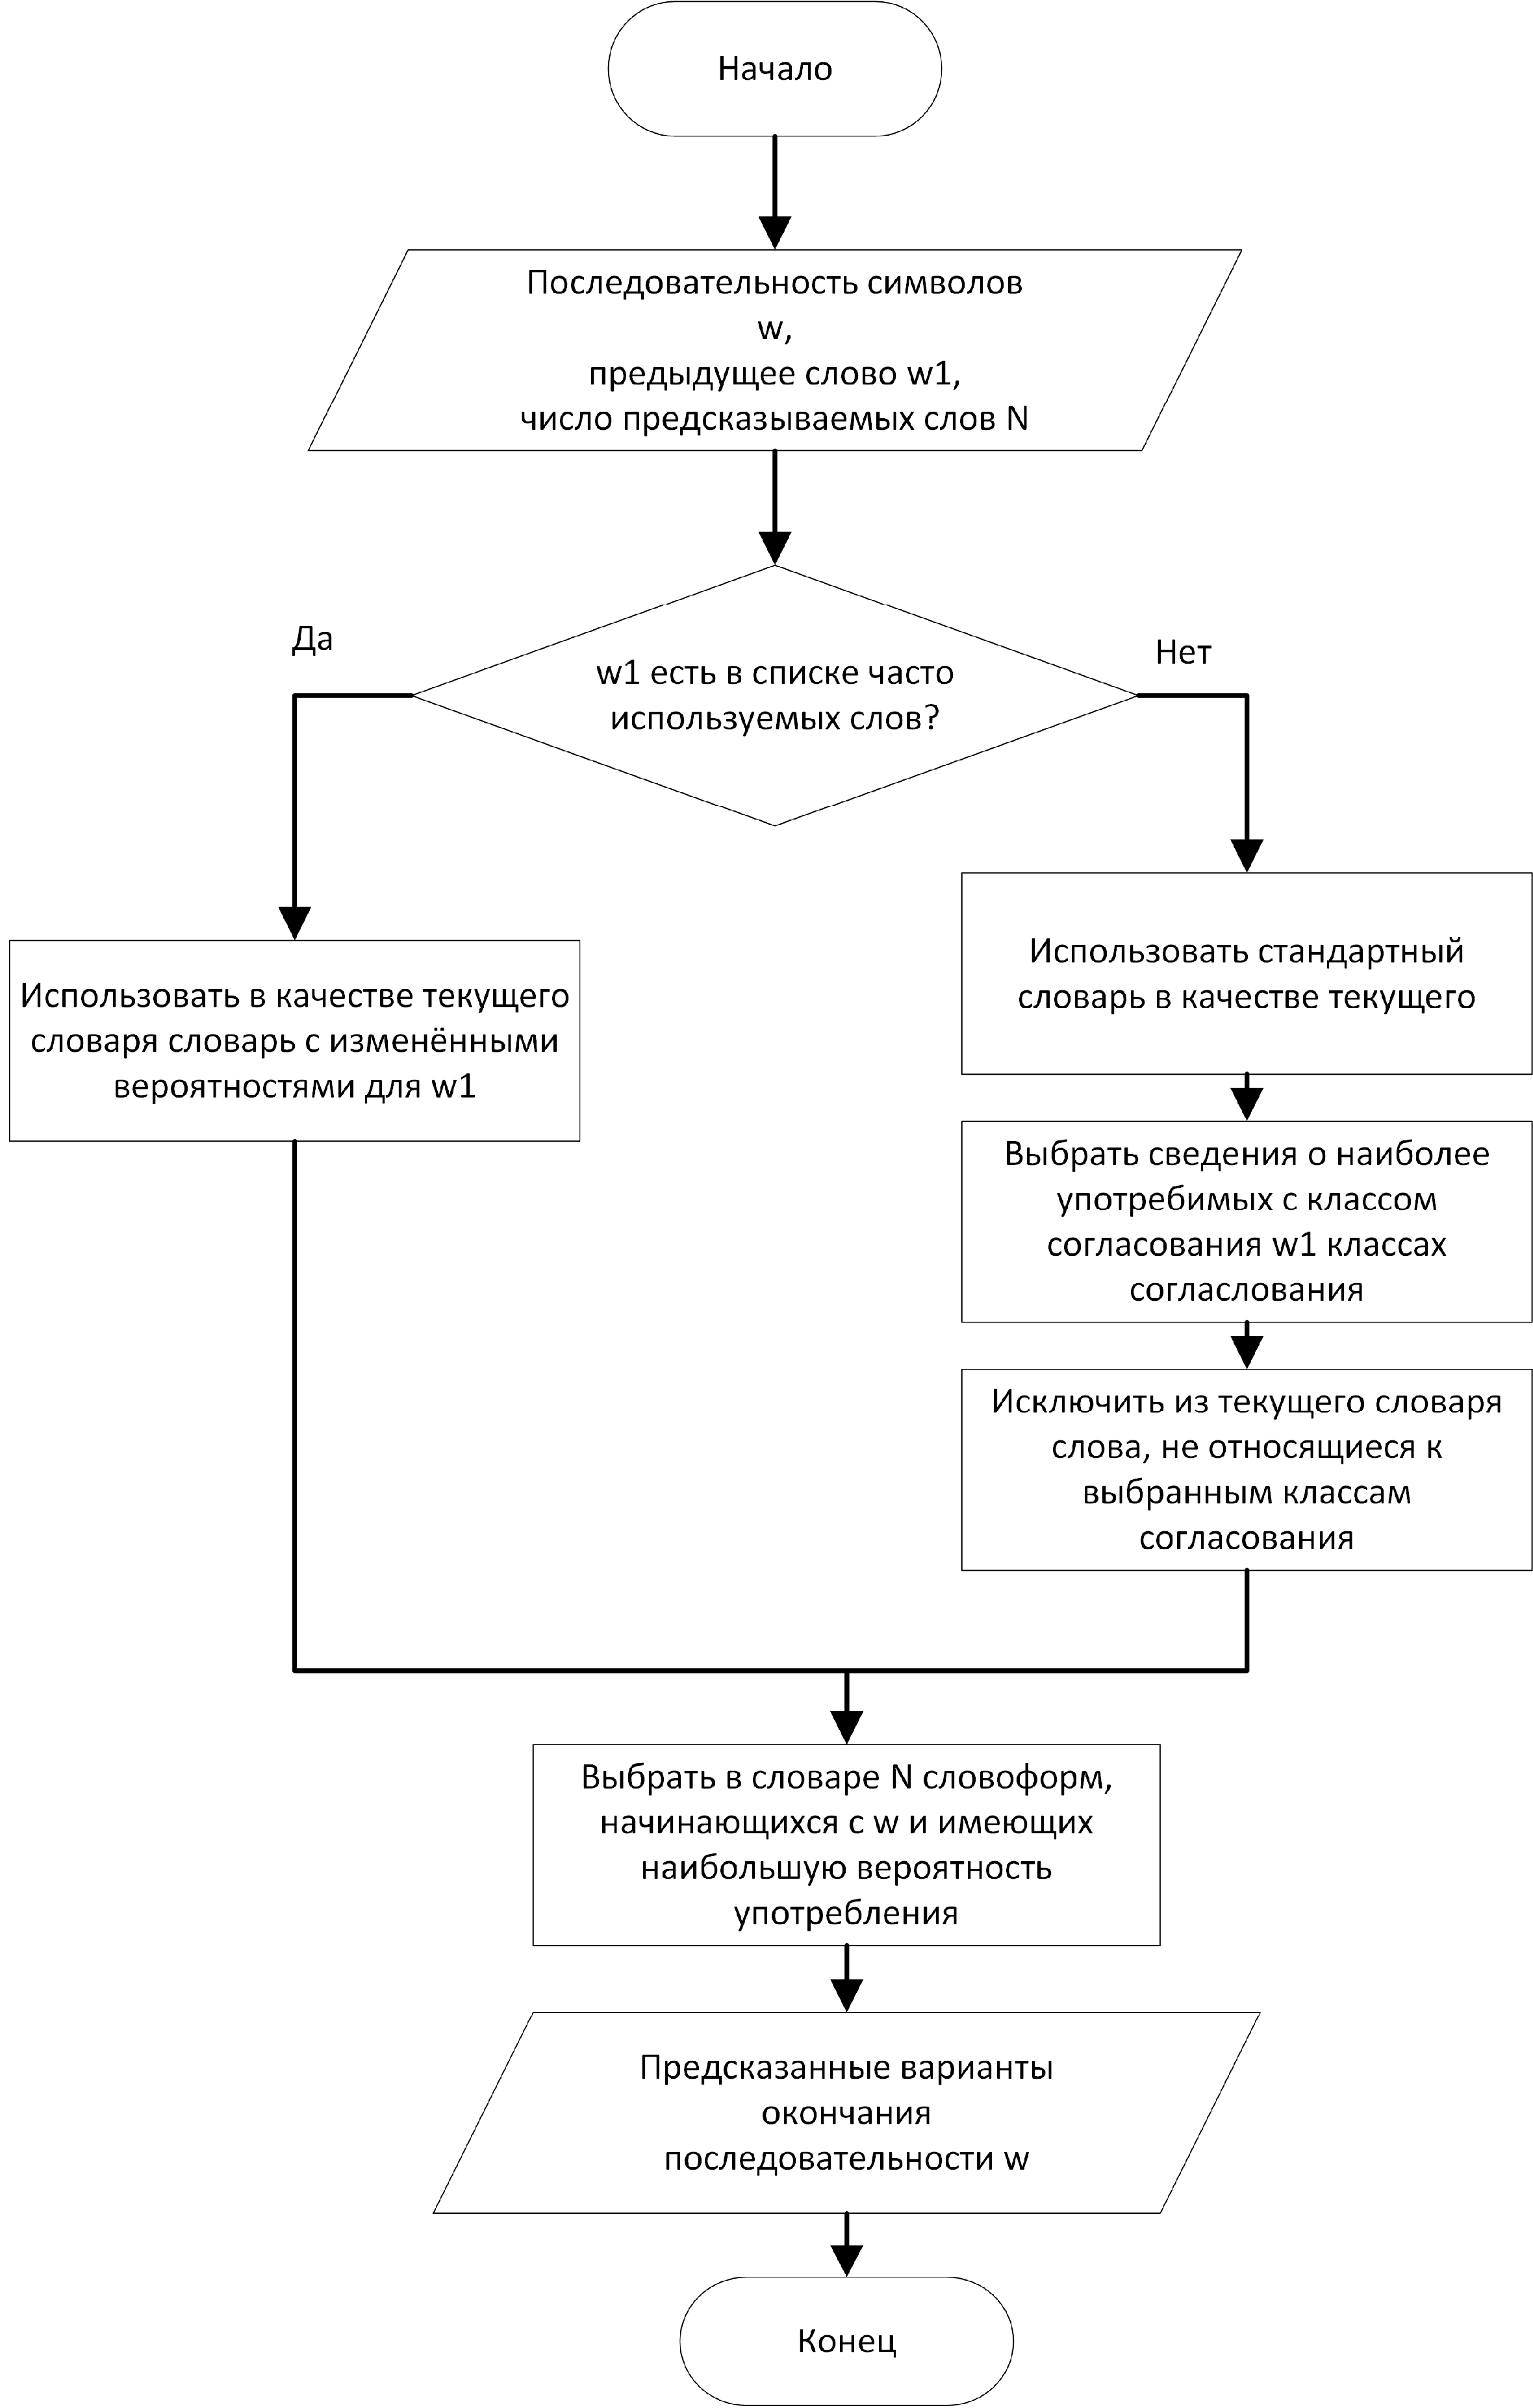 Начало
Последовательность символов
w,
предыдущее слово w1,
число предсказываемых слов N
Да
Нет
w1 есть в списке часто
используемых слов?
Использовать в качестве текущего
словаря словарь с изменёнными
вероятностями для w1
Использовать стандартный
словарь в качестве текущего
Выбрать сведения о наиболее
употребимых с классом
согласования w1 классах
согласлования
Исключить из текущего словаря
слова, не относящиеся к
выбранным классам
согласования
Выбрать в словаре N словоформ,
начинающихся с w и имеющих
наибольшую вероятность
употребления
Предсказанные варианты
окончания
последовательности w
Конец